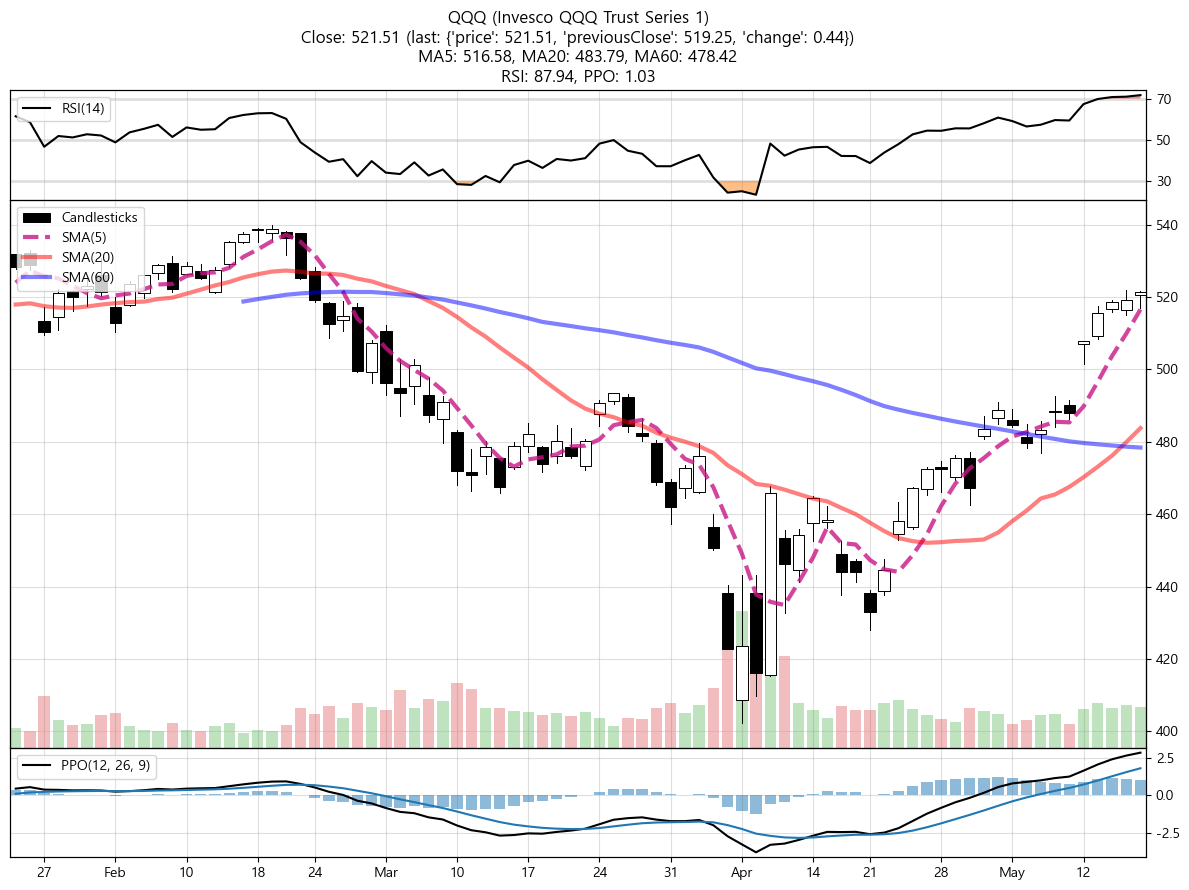 QQQ (Invesco QQQ Trust Series 1)
Close: 521.51 (last: {'price': 521.51, 'previousClose': 519.25, 'change': 0.44})
MA5: 516.58, MA20: 483.79, MA60: 478.42
RSI: 87.94, PPO: 1.03
RSI(14)
70
50
30
Candlesticks
SMA(5)
SMA(20)
SMA(60)
540
520
500
480
460
440
420
400
PPO(12, 26, 9)
2.5
0.0
−2.5
27 Feb 10 18 24 Mar 10 17 24 31 Apr 14 21 28 May 12